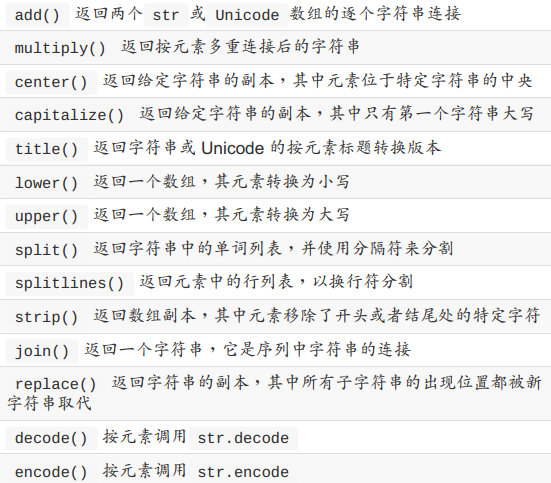 add() 返回两个 str 或 Unicode 数组的逐个字符串连接
multiply() 返回按元素多重连接后的字符串
center() 返回给定字符串的副本，其中元素位于特定字符串的中央
capitalize() 返回给定字符串的副本，其中只有第一个字符串大写
title() 返回字符串或 Unicode 的按元素标题转换版本
lower() 返回一个数组，其元素转换为小写
upper() 返回一个数组，其元素转换为大写
split() 返回字符串中的单词列表，并使用分隔符来分割
splitlines() 返回元素中的行列表，以换行符分割
strip() 返回数组副本，其中元素移除了开头或者结尾处的特定字符
join() 返回一个字符串，它是序列中字符串的连接
replace() 返回字符串的副本，其中所有子字符串的出现位置都被新
字符串取代
decode() 按元素调用 str.decode
encode() 按元素调用 str.encode